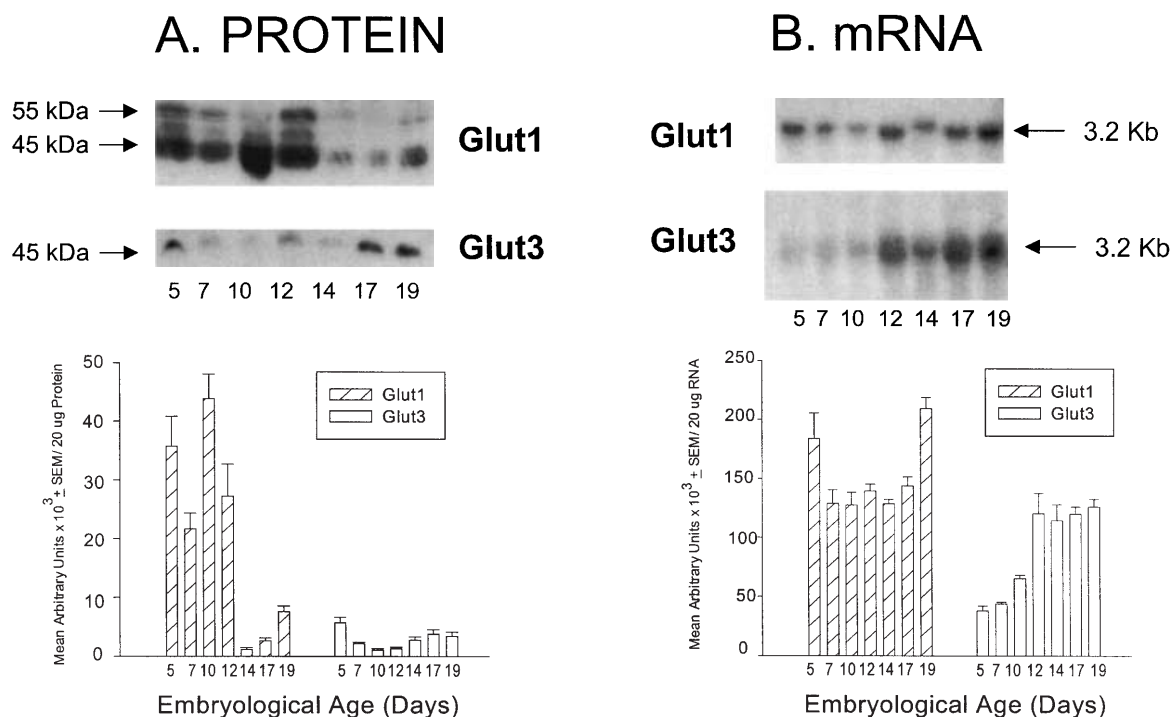 A. PROTEIN
55 kDa
45 kDa
Glut1
45 kDa
Glut3
5 7 10 12 14 17 19
50
40
30
20
10
0
Mean Arbitrary Units x 10³ ± SEM/ 20 ug Protein
Glut1
Glut3
5 7 10 12 14 17 19
5 7 10 12 14 17 19
Embryological Age (Days)
B. mRNA
Glut1
3.2 Kb
Glut3
3.2 Kb
5 7 10 12 14 17 19
250
200
150
100
50
0
Mean Arbitrary Units x 10³ ± SEM/ 20 ug RNA
Glut1
Glut3
5 7 10 12 14 17 19
5 7 10 12 14 17 19
Embryological Age (Days)